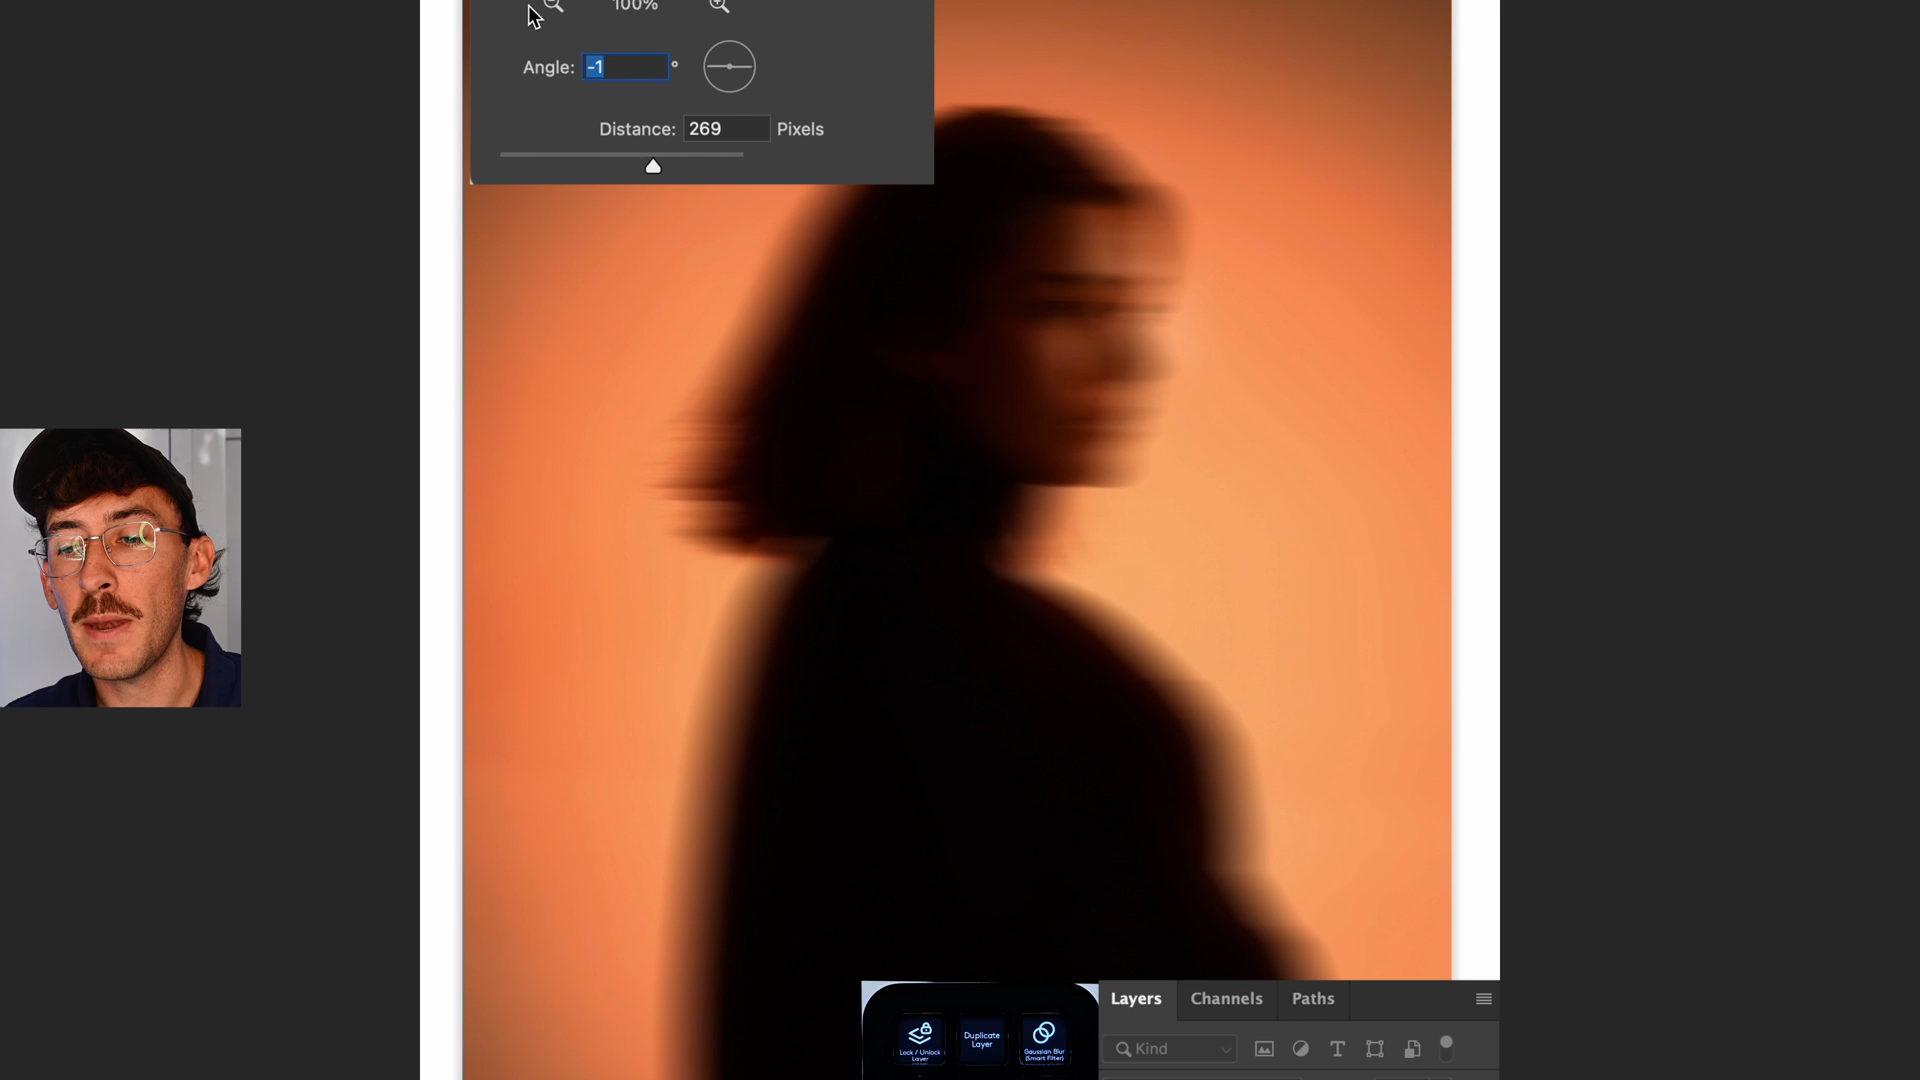 100%
Angle: -1 °
Distance: 269 Pixels
Layers Channels Paths
Kind
Lock / Unlock
Layer
Duplicate
Layer
Gaussian Blur
(Smart Filter)